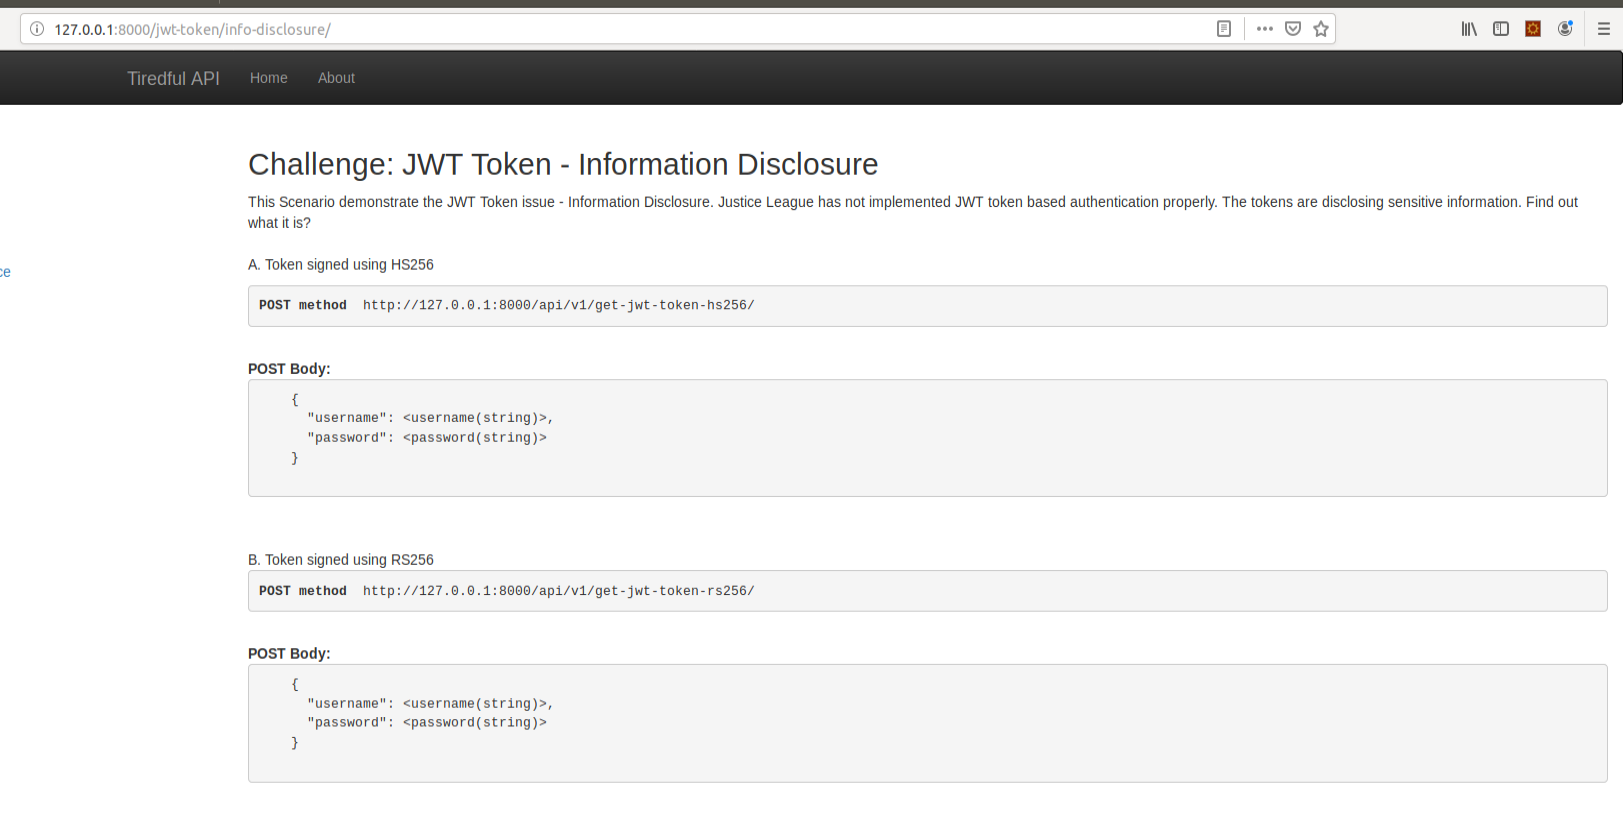 127.0.0.1:8000/jwt-token/info-disclosure/
Tiredful API Home About
Challenge: JWT Token - Information Disclosure
This Scenario demonstrate the JWT Token issue - Information Disclosure. Justice League has not implemented JWT token based authentication properly. The tokens are disclosing sensitive information. Find out
what it is?
ce
A. Token signed using HS256
POST method http://127.0.0.1:8000/api/v1/get-jwt-token-hs256/
POST Body:
{
"username": <username(string)>,
"password": <password(string)>
}
B. Token signed using RS256
POST method http://127.0.0.1:8000/api/v1/get-jwt-token-rs256/
POST Body:
{
"username": <username(string)>,
"password": <password(string)>
}